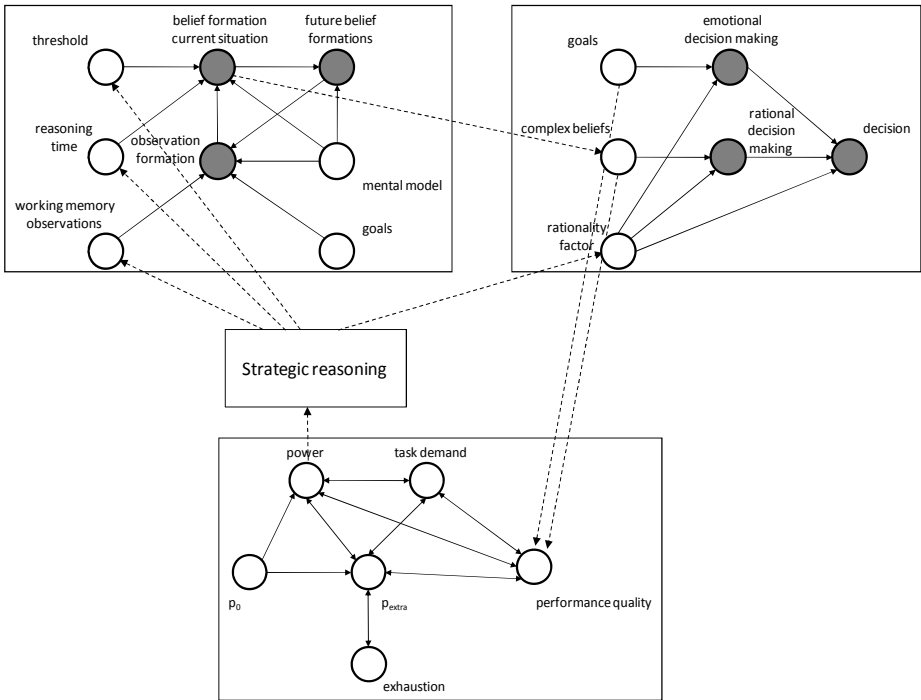 threshold
belief formation
current situation
future belief
formations
reasoning
time
observation
formation
mental model
working memory
observations
goals
goals
emotional
decision making
complex beliefs
rational
decision
making
decision
rationality
factor
Strategic reasoning
power
task demand
p0
pextra
performance quality
exhaustion